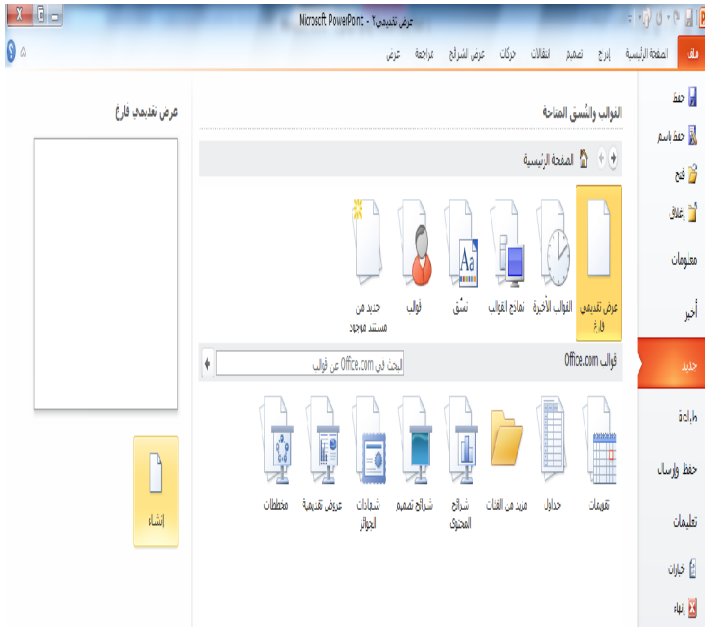 عرض تقديمي٢ - Microsoft PowerPoint
ملف الصفحة الرئيسية إدراج تصميم انتقالات حركات عرض الشرائح مراجعة عرض
حفظ
حفظ باسم
فتح
إغلاق
معلومات
أخير
جديد
طباعة
حفظ وإرسال
تعليمات
خيارات
إنهاء
القوالب والنُسق المتاحة
الصفحة الرئيسية
عرض تقديمي فارغ
القوالب الأخيرة
نماذج القوالب
نسُق
قوالب
جديد من مستند موجود
قوالب Office.com
البحث في Office.com عن قوالب
تقويمات
جداول
مزيد من الفئات
شرائح المحتوى
شرائح تصميم
شهادات الجوائز
عروض تقديمية
مخططات
عرض تقديمي فارغ
إنشاء